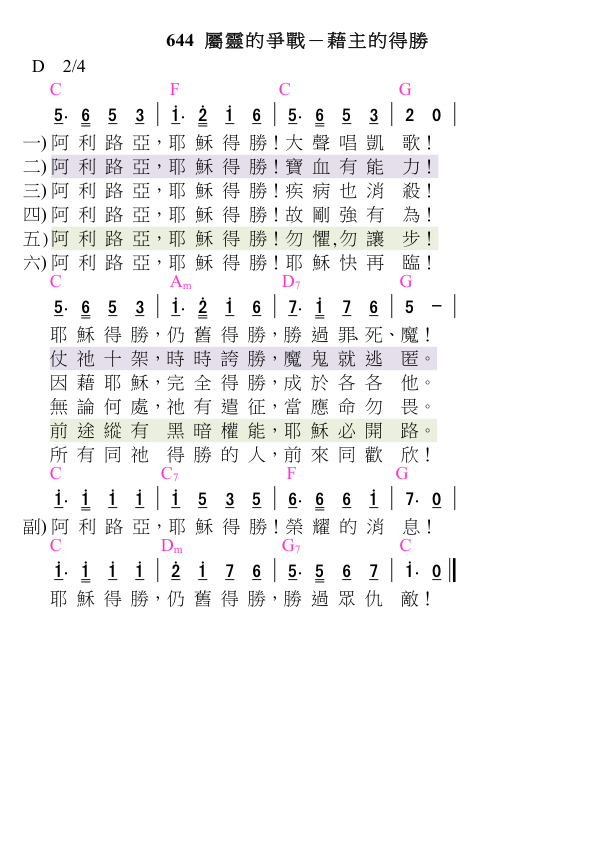 644 屬靈的爭戰－藉主的得勝
D 2/4
C F C G
5· 6 5 3 | i· 2̇ i 6 | 5· 6 5 3 | 2 0 |
一) 阿利路亞，耶穌得勝！大聲唱凱歌！
二) 阿利路亞，耶穌得勝！寶血有能力！
三) 阿利路亞，耶穌得勝！疾病也消殺！
四) 阿利路亞，耶穌得勝！故剛強有為！
五) 阿利路亞，耶穌得勝！勿懼,勿讓步！
六) 阿利路亞，耶穌得勝！耶穌快再臨！
C Am D7 G
5· 6 5 3 | i· 2̇ i 6 | 7· i 7 6 | 5 － |
耶穌得勝，仍舊得勝，勝過罪、死、魔！
仗祂十架，時時誇勝，魔鬼就逃匿。
因藉耶穌，完全得勝，成於各各他。
無論何處，祂有遣征，當應命勿畏。
前途縱有黑暗權能，耶穌必開路。
所有同祂得勝的人，前來同歡欣！
C C7 F G
i· i i i | i 5 3 5 | 6· 6 6 i | 7· 0 |
副) 阿利路亞，耶穌得勝！榮耀的消息！
C Dm G7 C
i· i i i | 2̇ i 7 6 | 5· 5 6 7 | i· 0 ‖
耶穌得勝，仍舊得勝，勝過眾仇敵！